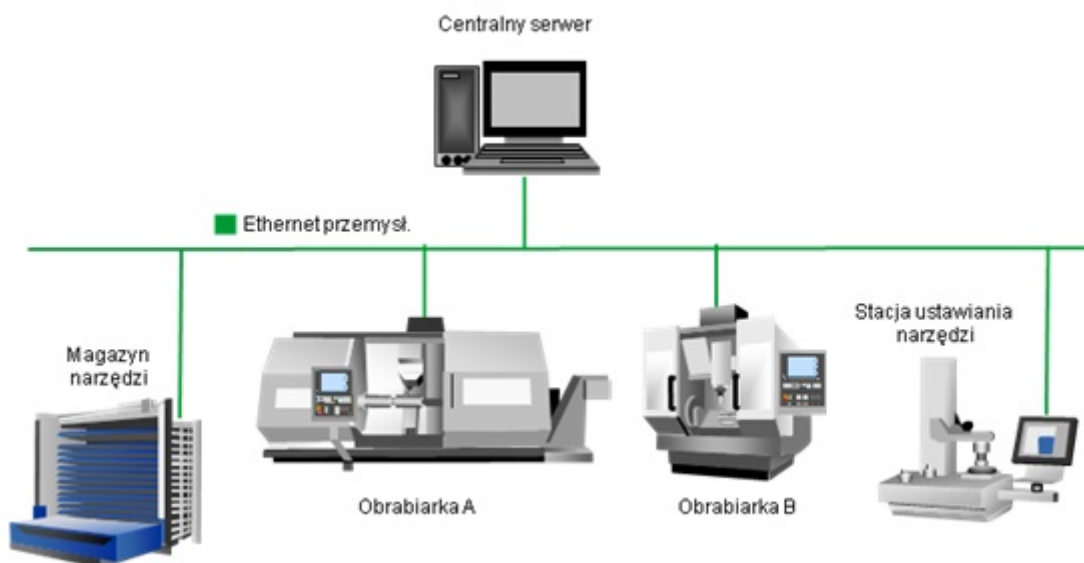 Centralny serwer
Ethernet przemysł.
Stacja ustawiania
narzędzi
Magazyn
narzędzi
Obrabiarka A
Obrabiarka B